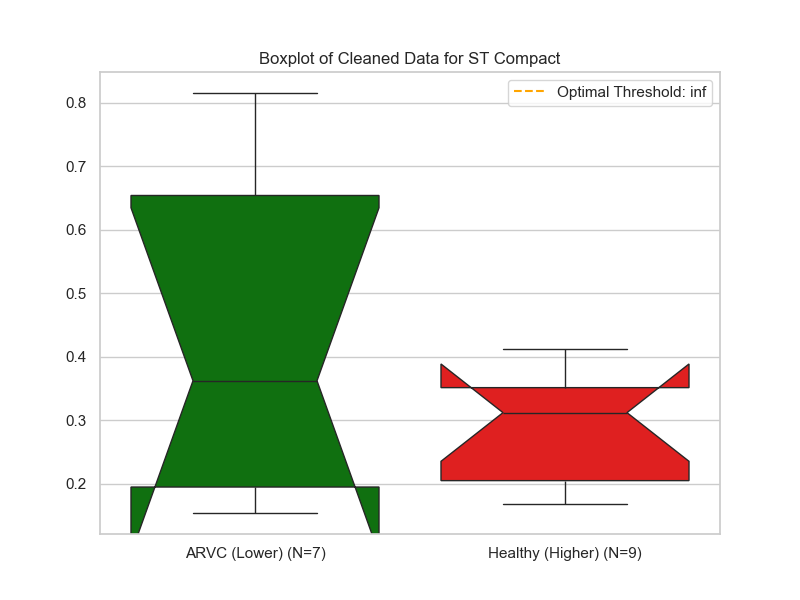 Boxplot of Cleaned Data for ST Compact
Optimal Threshold: inf
0.8
0.7
0.6
0.5
0.4
0.3
0.2
ARVC (Lower) (N=7)
Healthy (Higher) (N=9)